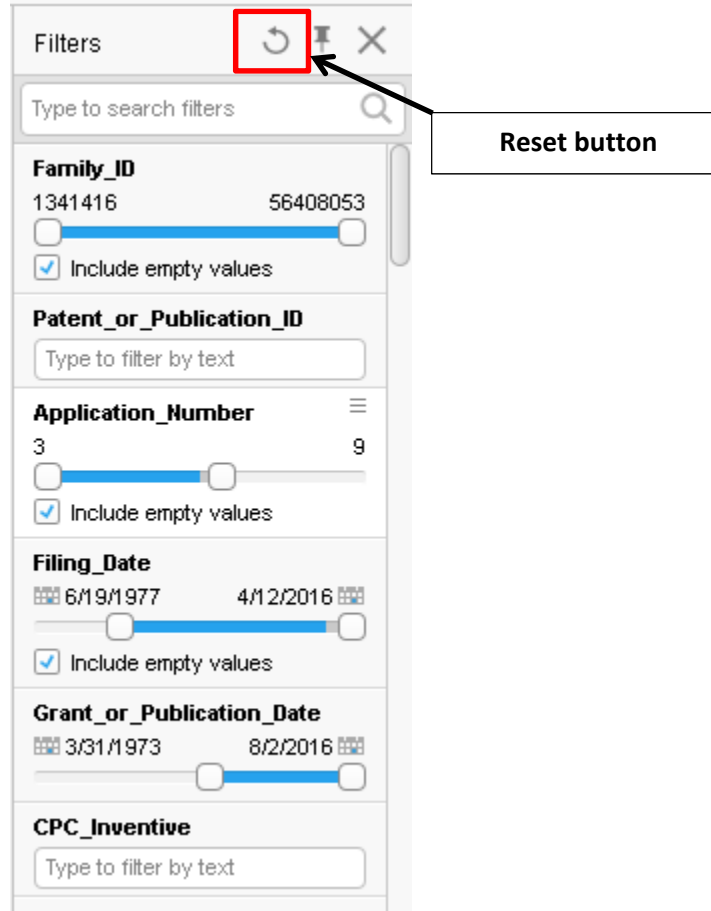 Filters
Type to search filters
Reset button
Family_ID
1341416 56408053
Include empty values
Patent_or_Publication_ID
Type to filter by text
Application_Number
3 9
Include empty values
Filing_Date
6/19/1977 4/12/2016
Include empty values
Grant_or_Publication_Date
3/31/1973 8/2/2016
CPC_Inventive
Type to filter by text